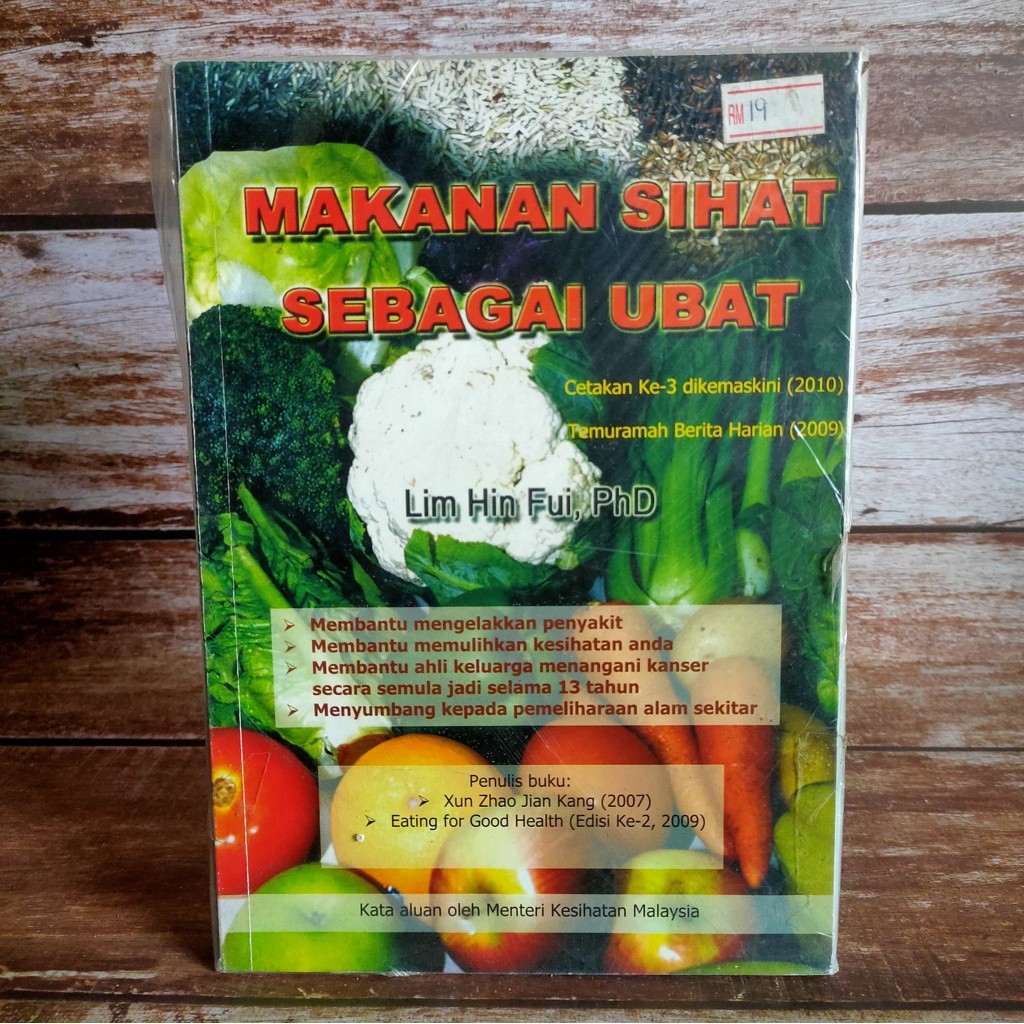 RM 19
MAKANAN SIHAT
SEBAGAI UBAT
Cetakan Ke-3 dikemaskini (2010)
Temuramah Berita Harian (2009)
Lim Hin Fui, PhD
➢ Membantu mengelakkan penyakit
➢ Membantu memulihkan kesihatan anda
➢ Membantu ahli keluarga menangani kanser
secara semula jadi selama 13 tahun
➢ Menyumbang kepada pemeliharaan alam sekitar
Penulis buku:
➢ Xun Zhao Jian Kang (2007)
➢ Eating for Good Health (Edisi Ke-2, 2009)
Kata aluan oleh Menteri Kesihatan Malaysia